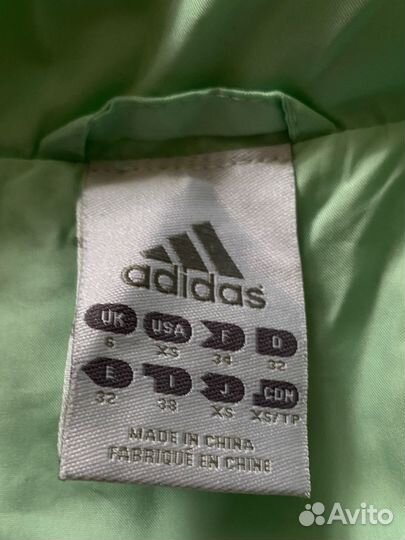 adidas
UK USA F D
6 XS 34 32
E I J CDN
32 38 XS XS/TP
MADE IN CHINA
FABRIQUÉ EN CHINE
Avito